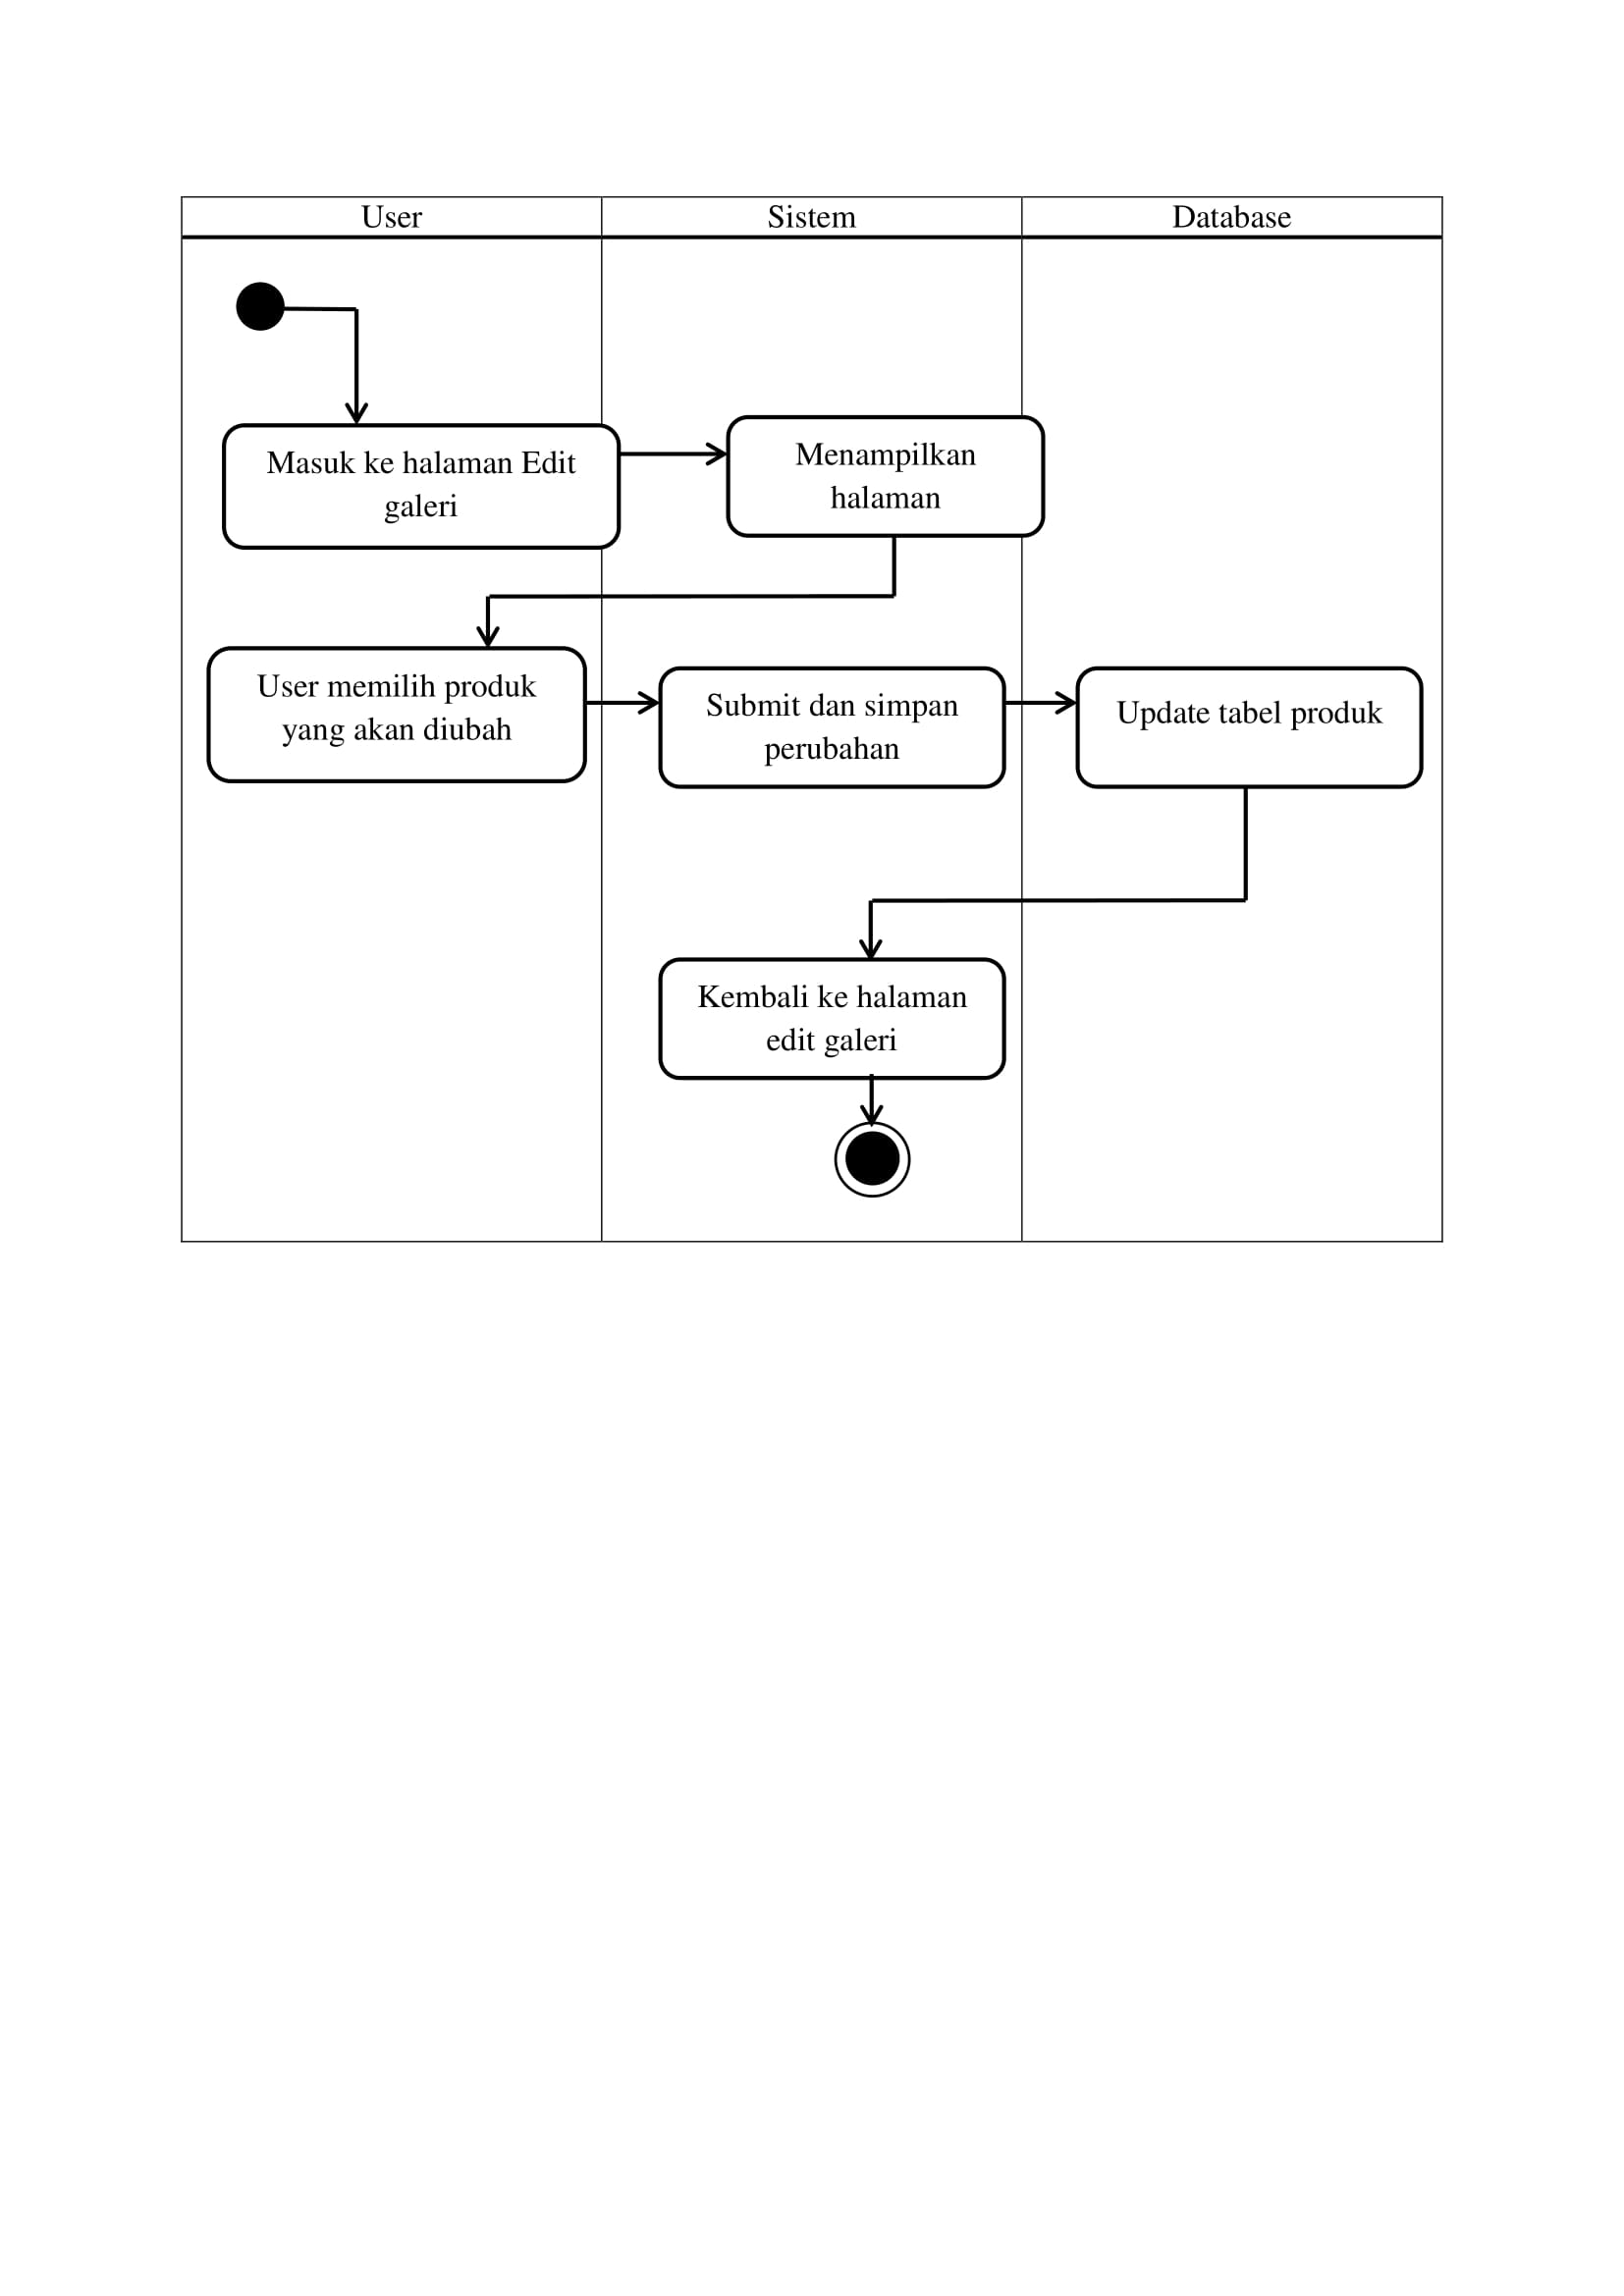 User
Sistem
Database
Masuk ke halaman Edit
galeri
Menampilkan
halaman
User memilih produk
yang akan diubah
Submit dan simpan
perubahan
Update tabel produk
Kembali ke halaman
edit galeri